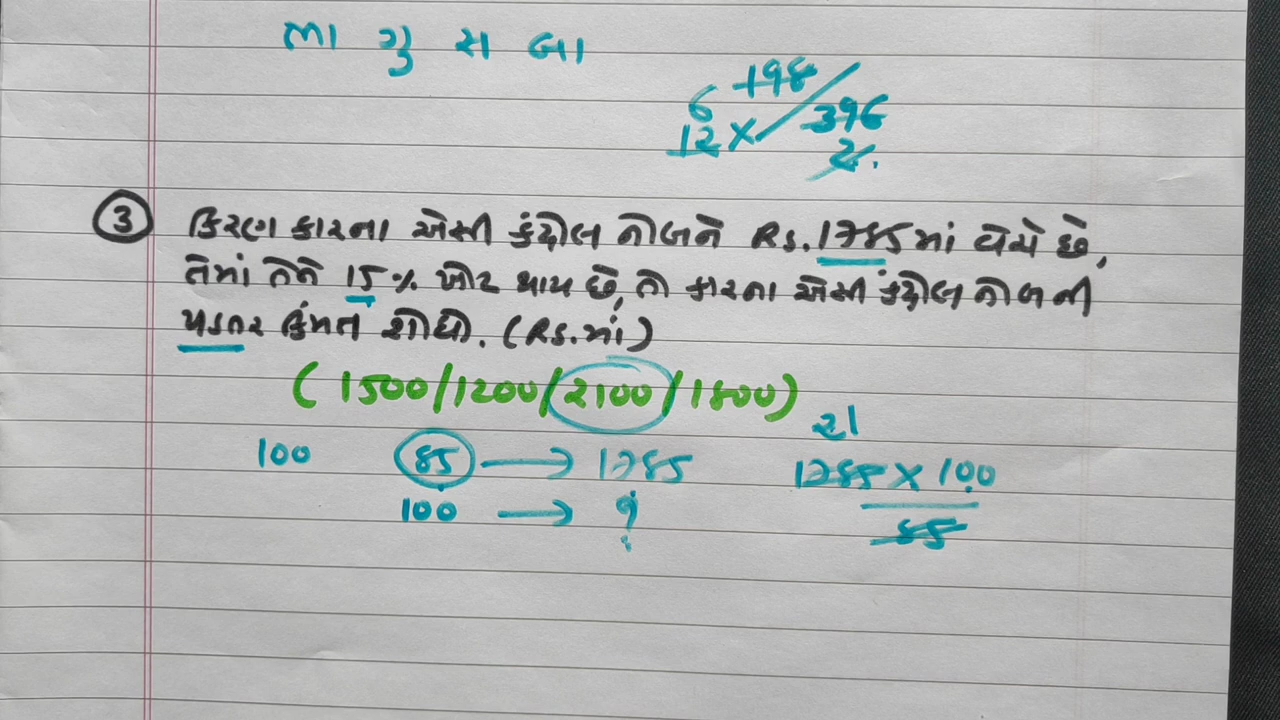 લા ગુ સ બા
198
6
12 × 396
2.
③ કિરણ કારના એસી કંટ્રોલ નોબને Rs.1785માં વેચે છે,
તેમાં તેને 15% ખોટ થાય છે, તો કારના એસી કંટ્રોલ નોબની
પડતર કિંમત શોધો. (Rs.માં)
(1500/1200/2100/1800)
21
100 85 → 1785 1785 × 100
100 → ? 85